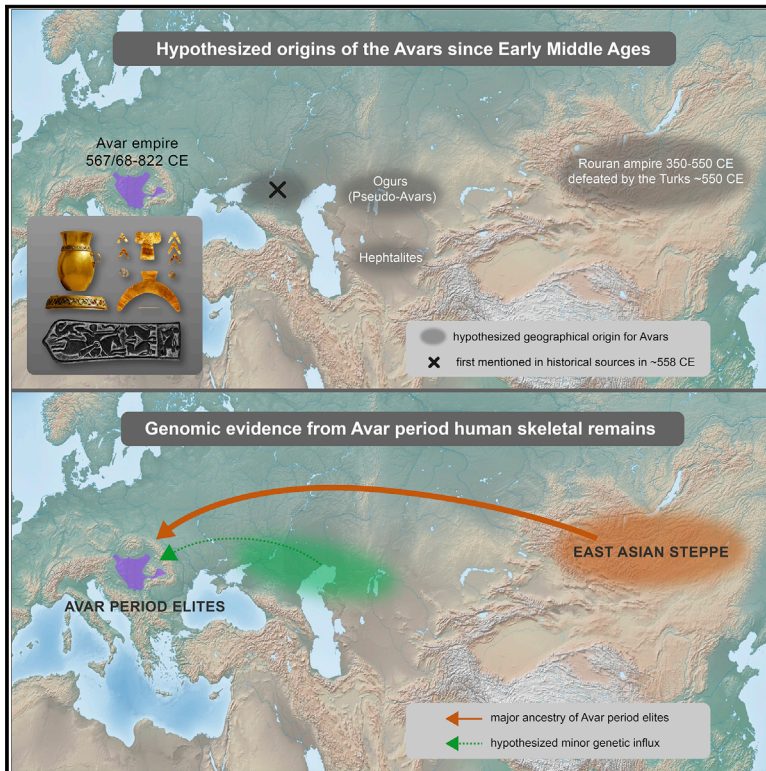 Hypothesized origins of the Avars since Early Middle Ages
Avar empire
567/68-822 CE
Ogurs
(Pseudo-Avars)
Rouran ampire 350-550 CE
defeated by the Turks ~550 CE
Hephtalites
hypothesized geographical origin for Avars
first mentioned in historical sources in ~558 CE
Genomic evidence from Avar period human skeletal remains
EAST ASIAN STEPPE
AVAR PERIOD ELITES
major ancestry of Avar period elites
hypothesized minor genetic influx